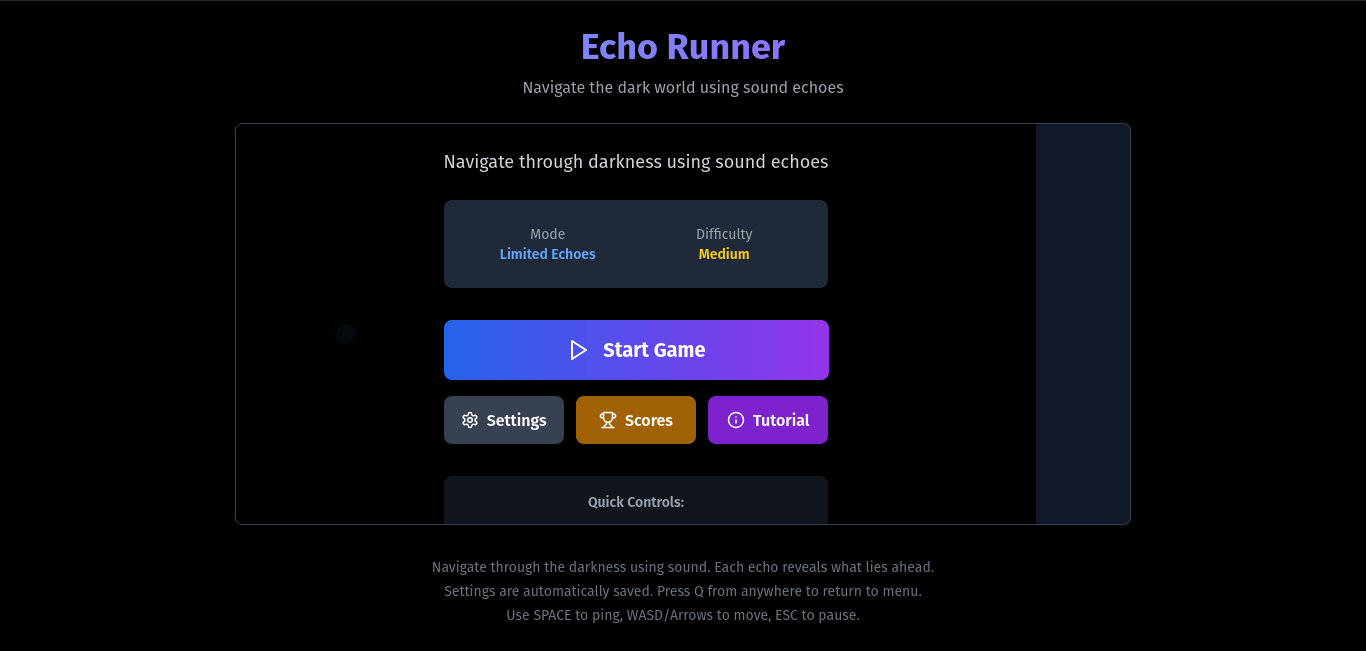 Echo Runner
Navigate the dark world using sound echoes
Navigate through darkness using sound echoes
Mode
Difficulty
Limited Echoes
Medium
Start Game
Settings
Scores
Tutorial
Quick Controls:
Navigate through the darkness using sound. Each echo reveals what lies ahead.
Settings are automatically saved. Press Q from anywhere to return to menu.
Use SPACE to ping, WASD/Arrows to move, ESC to pause.